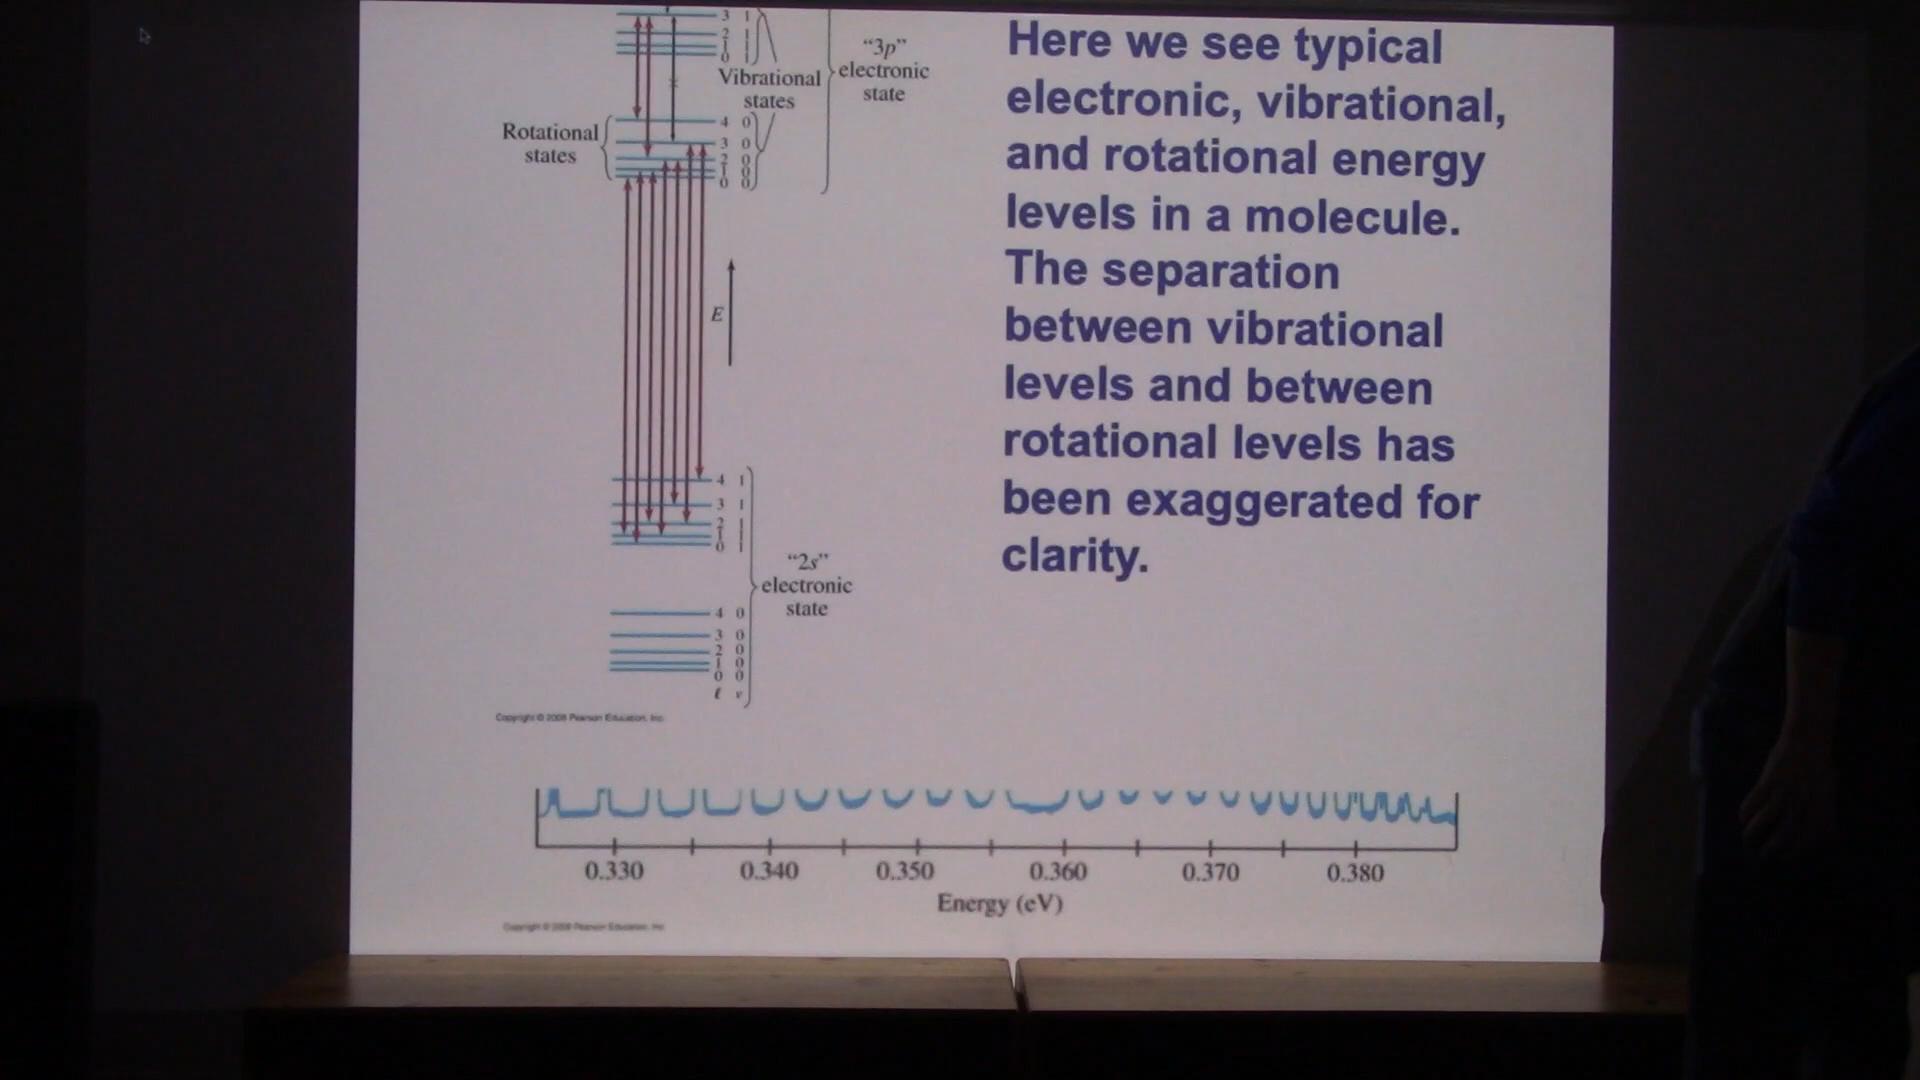 Here we see typical
electronic, vibrational,
and rotational energy
levels in a molecule.
The separation
between vibrational
levels and between
rotational levels has
been exaggerated for
clarity.
3 1
2 1
1 1
0 1
Vibrational
states
"3p"
electronic
state
Rotational
states
4 0
3 0
2 0
1 0
0 0
E
4 1
3 1
2 1
1 1
0 1
"2s"
electronic
state
4 0
3 0
2 0
1 0
0 0
ℓ ν
Copyright © 2008 Pearson Education, Inc.
0.330 0.340 0.350 0.360 0.370 0.380
Energy (eV)
Copyright © 2008 Pearson Education, Inc.